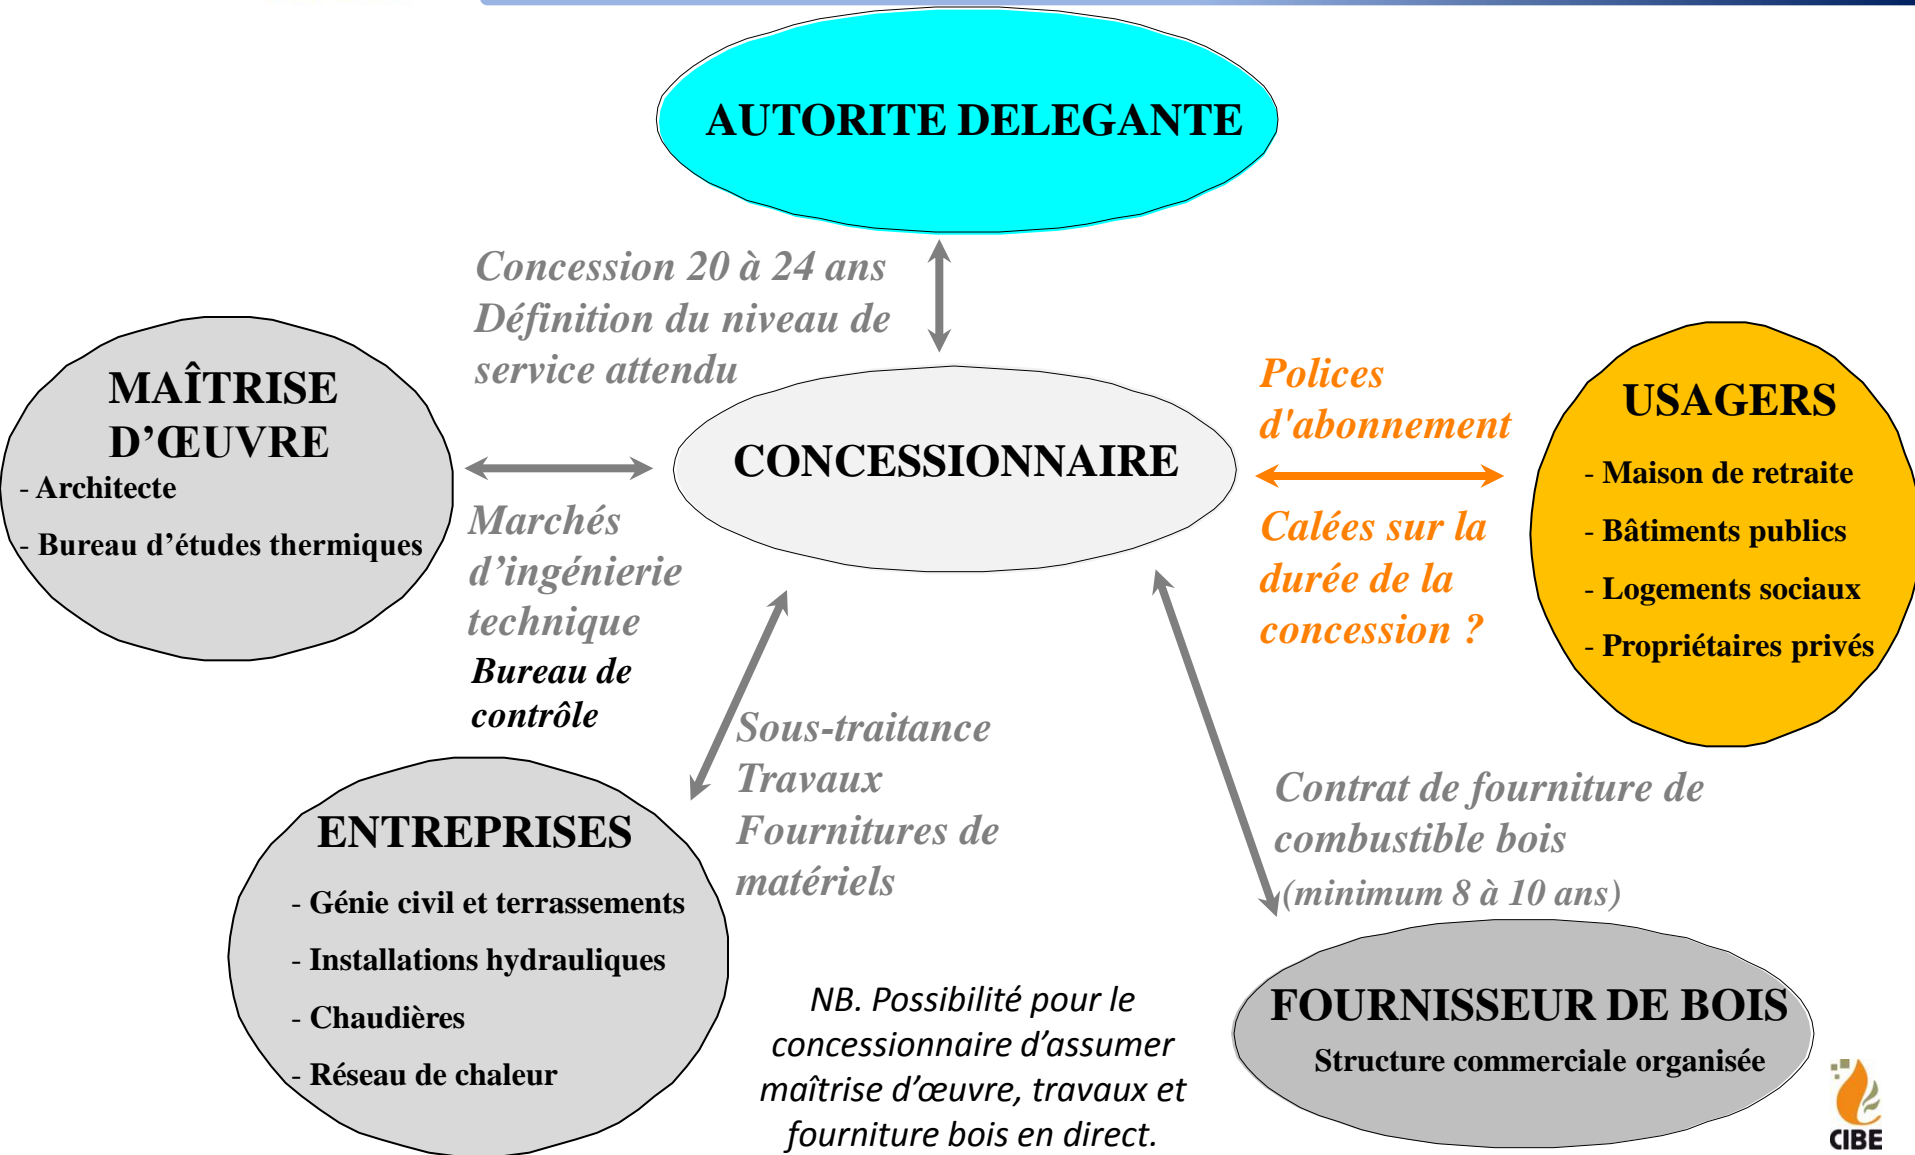 AUTORITE DELEGANTE
Concession 20 à 24 ans
Définition du niveau de
service attendu
MAÎTRISE
D’ŒUVRE
- Architecte
- Bureau d’études thermiques
CONCESSIONNAIRE
Polices
d'abonnement
Calées sur la
durée de la
concession ?
USAGERS
- Maison de retraite
- Bâtiments publics
- Logements sociaux
- Propriétaires privés
Marchés
d’ingénierie
technique
Bureau de
contrôle
Sous-traitance
Travaux
Fournitures de
matériels
Contrat de fourniture de
combustible bois
(minimum 8 à 10 ans)
ENTREPRISES
- Génie civil et terrassements
- Installations hydrauliques
- Chaudières
- Réseau de chaleur
NB. Possibilité pour le
concessionnaire d’assumer
maîtrise d’œuvre, travaux et
fourniture bois en direct.
FOURNISSEUR DE BOIS
Structure commerciale organisée
CIBE